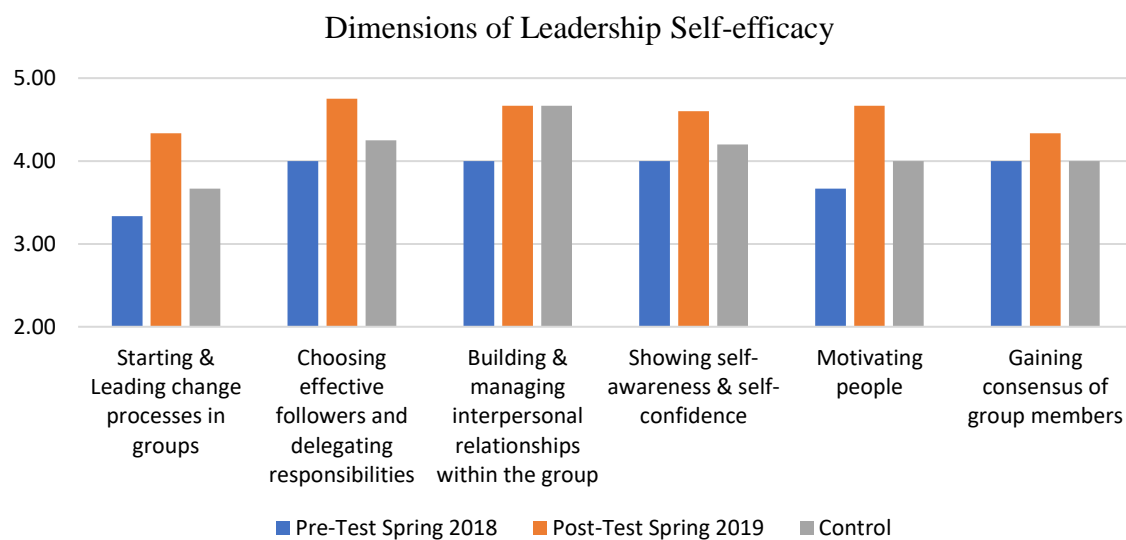 Dimensions of Leadership Self-efficacy
5.00
4.00
3.00
2.00
Starting &
Leading change
processes in
groups
Choosing
effective
followers and
delegating
responsibilities
Building &
managing
interpersonal
relationships
within the group
Showing self-
awareness & self-
confidence
Motivating
people
Gaining
consensus of
group members
Pre-Test Spring 2018
Post-Test Spring 2019
Control